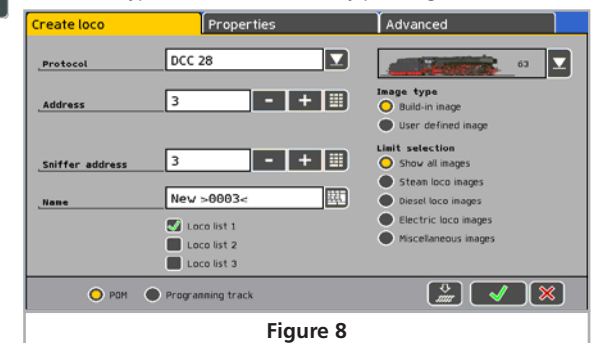 Create loco
Properties
Advanced
Protocol
DCC 28
63
Address
3
- +
Image type
Build-in image
User defined image
Sniffer address
3
- +
Limit selection
Show all images
Steam loco images
Diesel loco images
Electric loco images
Miscellaneous images
Name
New >0003<
Loco list 1
Loco list 2
Loco list 3
POM
Programming track
Figure 8